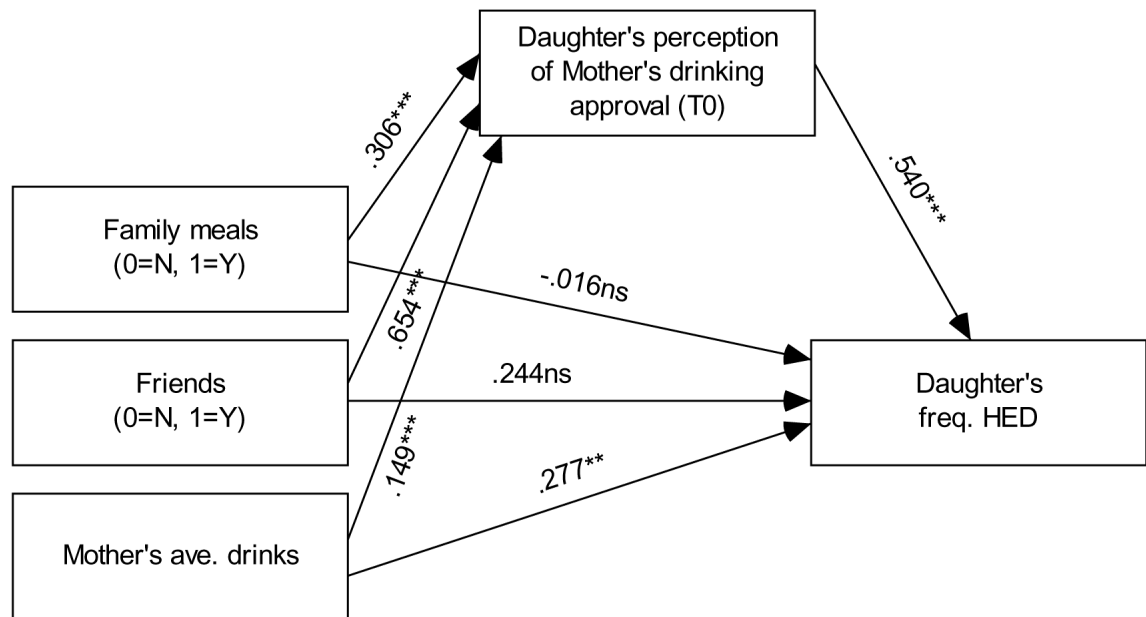 Daughter's perception
of Mother's drinking
approval (T0)
.306***
.540***
Family meals
(0=N, 1=Y)
-.016ns
.654***
Friends
(0=N, 1=Y)
.244ns
Daughter's
freq. HED
.149***
.277**
Mother's ave. drinks